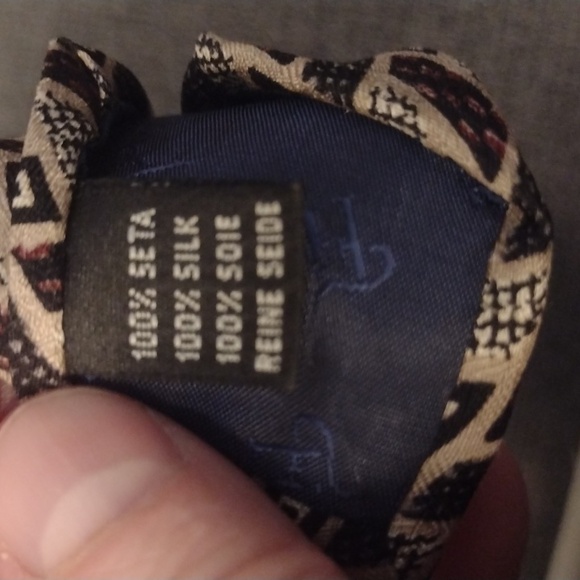 100% SETA
100% SILK
100% SOIE
REINE SEIDE